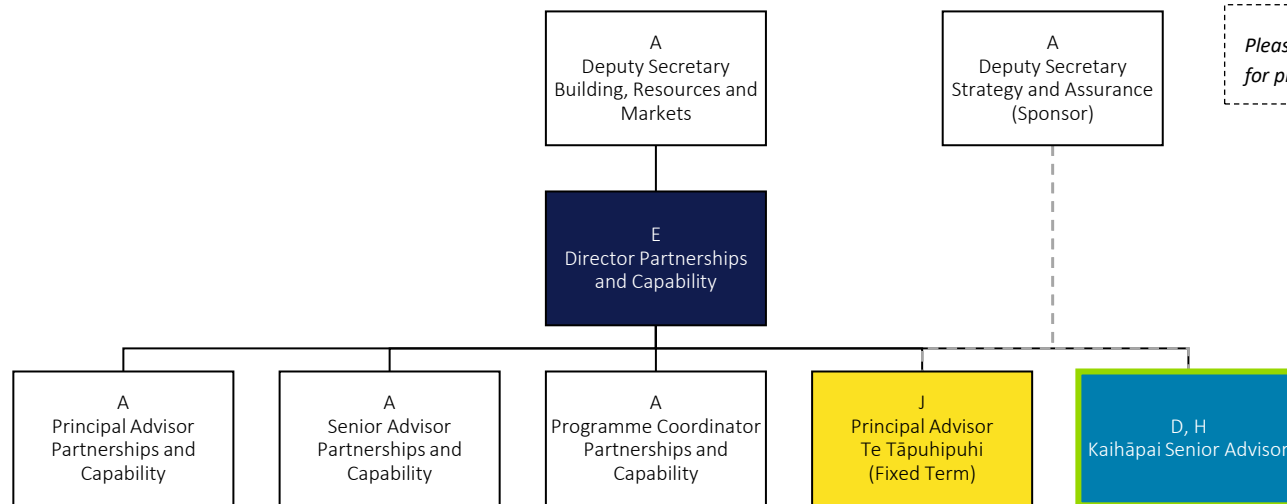 A
Deputy Secretary
Building, Resources and
Markets
A
Deputy Secretary
Strategy and Assurance
(Sponsor)
for
E
Director Partnerships
and Capability
A
Principal Advisor
Partnerships and
Capability
A
Senior Advisor
Partnerships and
Capability
A
Programme Coordinator
Partnerships and
Capability
J
Principal Advisor
Te Tāpuhipuhi
(Fixed Term)
D, H
Kaihāpai Senior Advisor